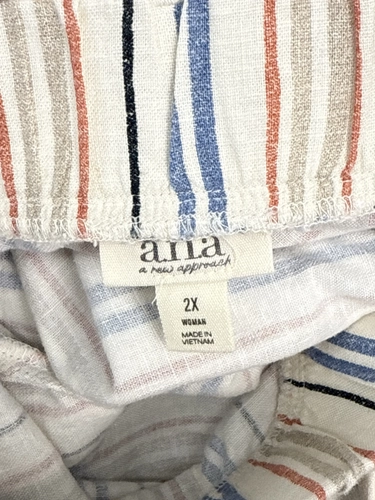 a.n.a
a new approach
2X
WOMAN
MADE IN
VIETNAM